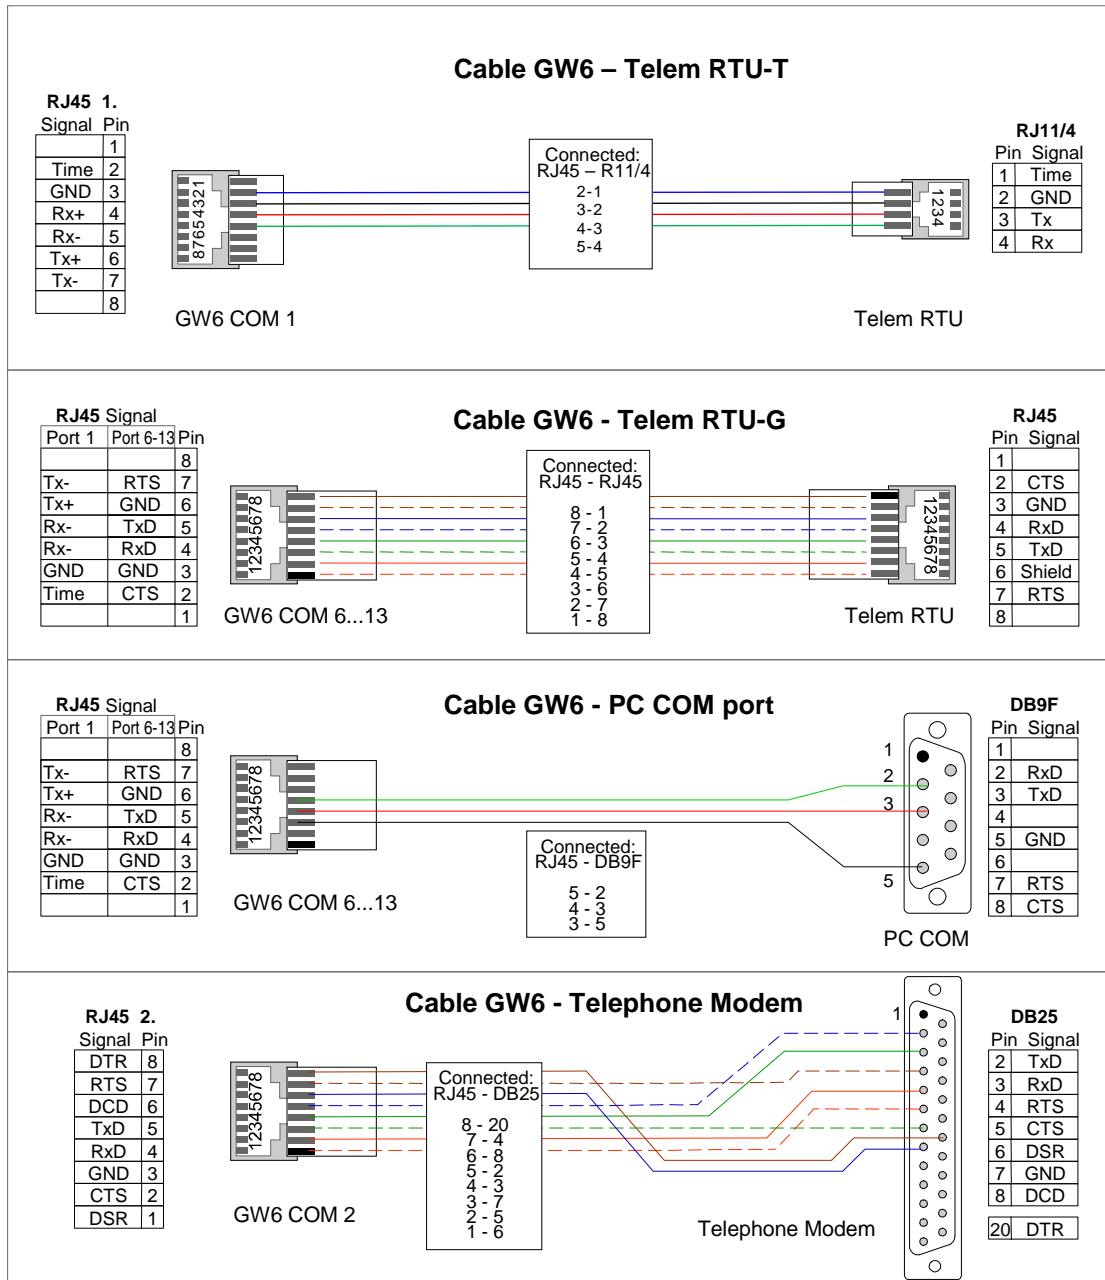 Cable GW6 – Telem RTU-T
RJ45 1.
Signal Pin
1
Time 2
GND 3
Rx+ 4
Rx- 5
Tx+ 6
Tx- 7
8
87654321
GW6 COM 1
Connected:
RJ45 – R11/4
2-1
3-2
4-3
5-4
1234
Telem RTU
RJ11/4
Pin Signal
1 Time
2 GND
3 Tx
4 Rx
Cable GW6 - Telem RTU-G
RJ45 Signal
Port 1 Port 6-13 Pin
8
Tx- RTS 7
Tx+ GND 6
Rx- TxD 5
Rx- RxD 4
GND GND 3
Time CTS 2
1
12345678
GW6 COM 6...13
Connected:
RJ45 - RJ45
8 - 1
7 - 2
6 - 3
5 - 4
4 - 5
3 - 6
2 - 7
1 - 8
12345678
Telem RTU
RJ45
Pin Signal
1
2 CTS
3 GND
4 RxD
5 TxD
6 Shield
7 RTS
8
Cable GW6 - PC COM port
RJ45 Signal
Port 1 Port 6-13 Pin
8
Tx- RTS 7
Tx+ GND 6
Rx- TxD 5
Rx- RxD 4
GND GND 3
Time CTS 2
1
12345678
GW6 COM 6...13
Connected:
RJ45 - DB9F
5 - 2
4 - 3
3 - 5
1
2
3
5
PC COM
DB9F
Pin Signal
1
2 RxD
3 TxD
4
5 GND
6
7 RTS
8 CTS
Cable GW6 - Telephone Modem
RJ45 2.
Signal Pin
DTR 8
RTS 7
DCD 6
TxD 5
RxD 4
GND 3
CTS 2
DSR 1
12345678
GW6 COM 2
Connected:
RJ45 - DB25
8 - 20
7 - 4
6 - 8
5 - 2
4 - 3
3 - 7
2 - 5
1 - 6
1
Telephone Modem
DB25
Pin Signal
2 TxD
3 RxD
4 RTS
5 CTS
6 DSR
7 GND
8 DCD
20 DTR